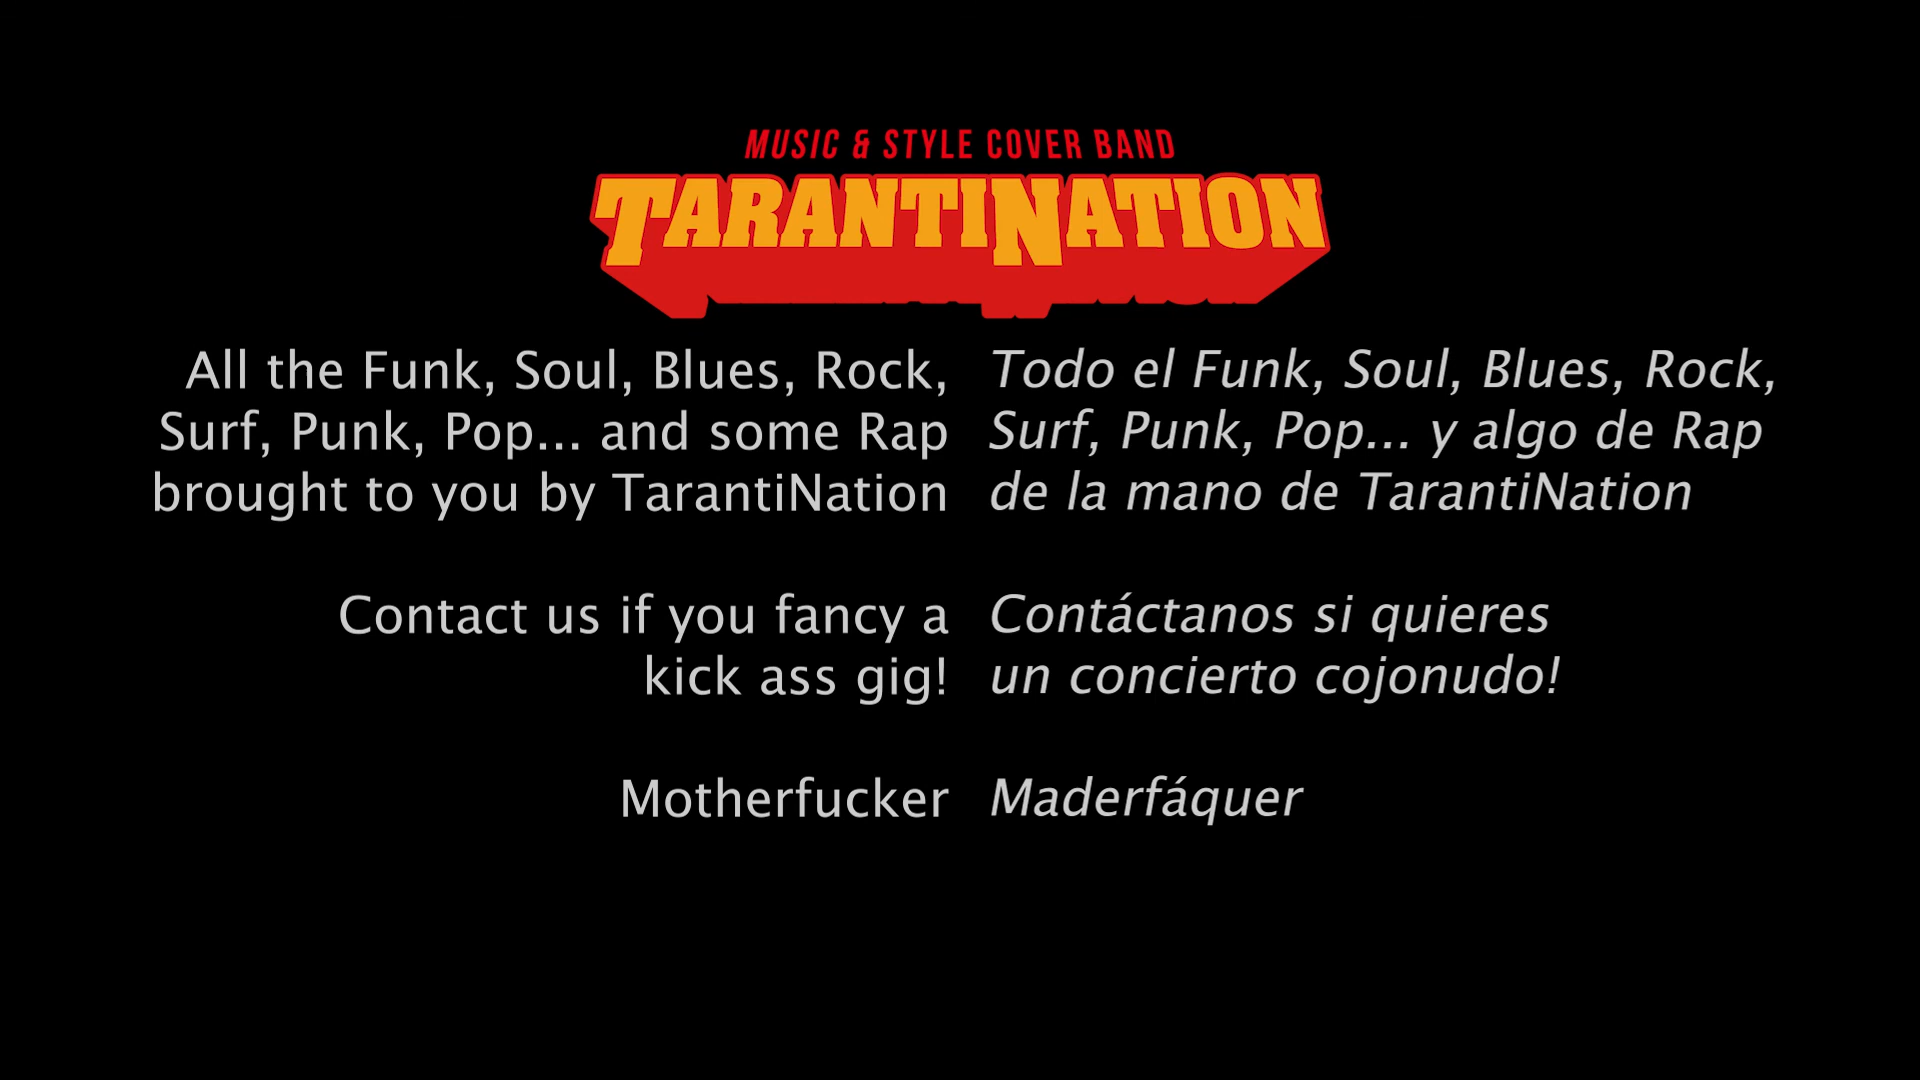 MUSIC & STYLE COVER BAND
TARANTINATION
All the Funk, Soul, Blues, Rock,
Surf, Punk, Pop... and some Rap
brought to you by TarantiNation
Contact us if you fancy a
kick ass gig!
Motherfucker
Todo el Funk, Soul, Blues, Rock,
Surf, Punk, Pop... y algo de Rap
de la mano de TarantiNation
Contáctanos si quieres
un concierto cojonudo!
Maderfáquer